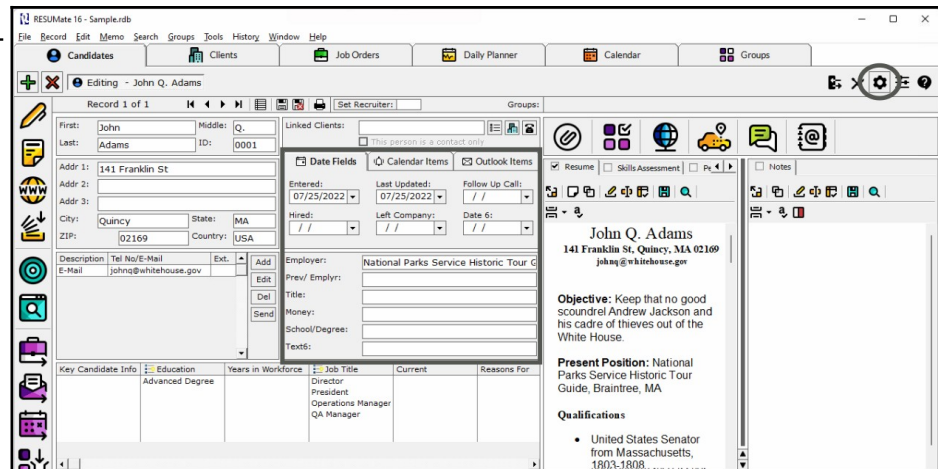 RESUMate 16 - Sample.rdb
File Record Edit Memo Search Groups Tools History Window Help
Candidates Clients Job Orders Daily Planner Calendar Groups
Editing - John Q. Adams
Record 1 of 1 Set Recruiter: Groups:
First: John Middle: Q.
Last: Adams ID: 0001
Linked Clients:
This person is a contact only
Addr 1: 141 Franklin St
Addr 2:
Addr 3:
City: Quincy State: MA
ZIP: 02169 Country: USA
Date Fields Calendar Items Outlook Items
Entered: Last Updated: Follow Up Call:
07/25/2022 07/25/2022 / /
Hired: Left Company: Date 6:
/ / / / / /
Description Tel No/E-Mail Ext.
E-Mail johnq@whitehouse.gov
Add
Edit
Del
Send
Employer: National Parks Service Historic Tour G
Prev/ Emplyr:
Title:
Money:
School/Degree:
Text6:
Key Candidate Info Education Years in Workforce Job Title Current Reasons For
Advanced Degree Director
President
Operations Manager
QA Manager
WWW
Resume Skills Assessment Pe
Notes
John Q. Adams
141 Franklin St, Quincy, MA 02169
johnq@whitehouse.gov
Objective: Keep that no good
scoundrel Andrew Jackson and
his cadre of thieves out of the
White House.
Present Position: National
Parks Service Historic Tour
Guide, Braintree, MA
Qualifications
• United States Senator
from Massachusetts,
1803-1808